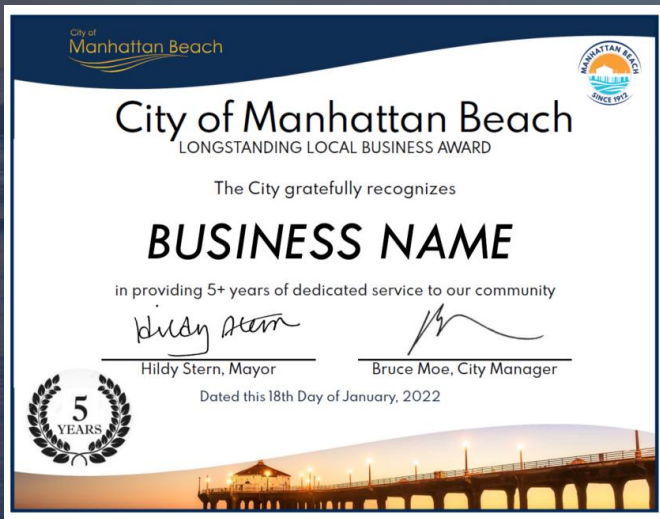 City of
Manhattan Beach
MANHATTAN BEACH
SINCE 1912
City of Manhattan Beach
LONGSTANDING LOCAL BUSINESS AWARD
The City gratefully recognizes
BUSINESS NAME
in providing 5+ years of dedicated service to our community
Hildy Stern
Hildy Stern, Mayor
Bruce Moe, City Manager
Dated this 18th Day of January, 2022
5
YEARS